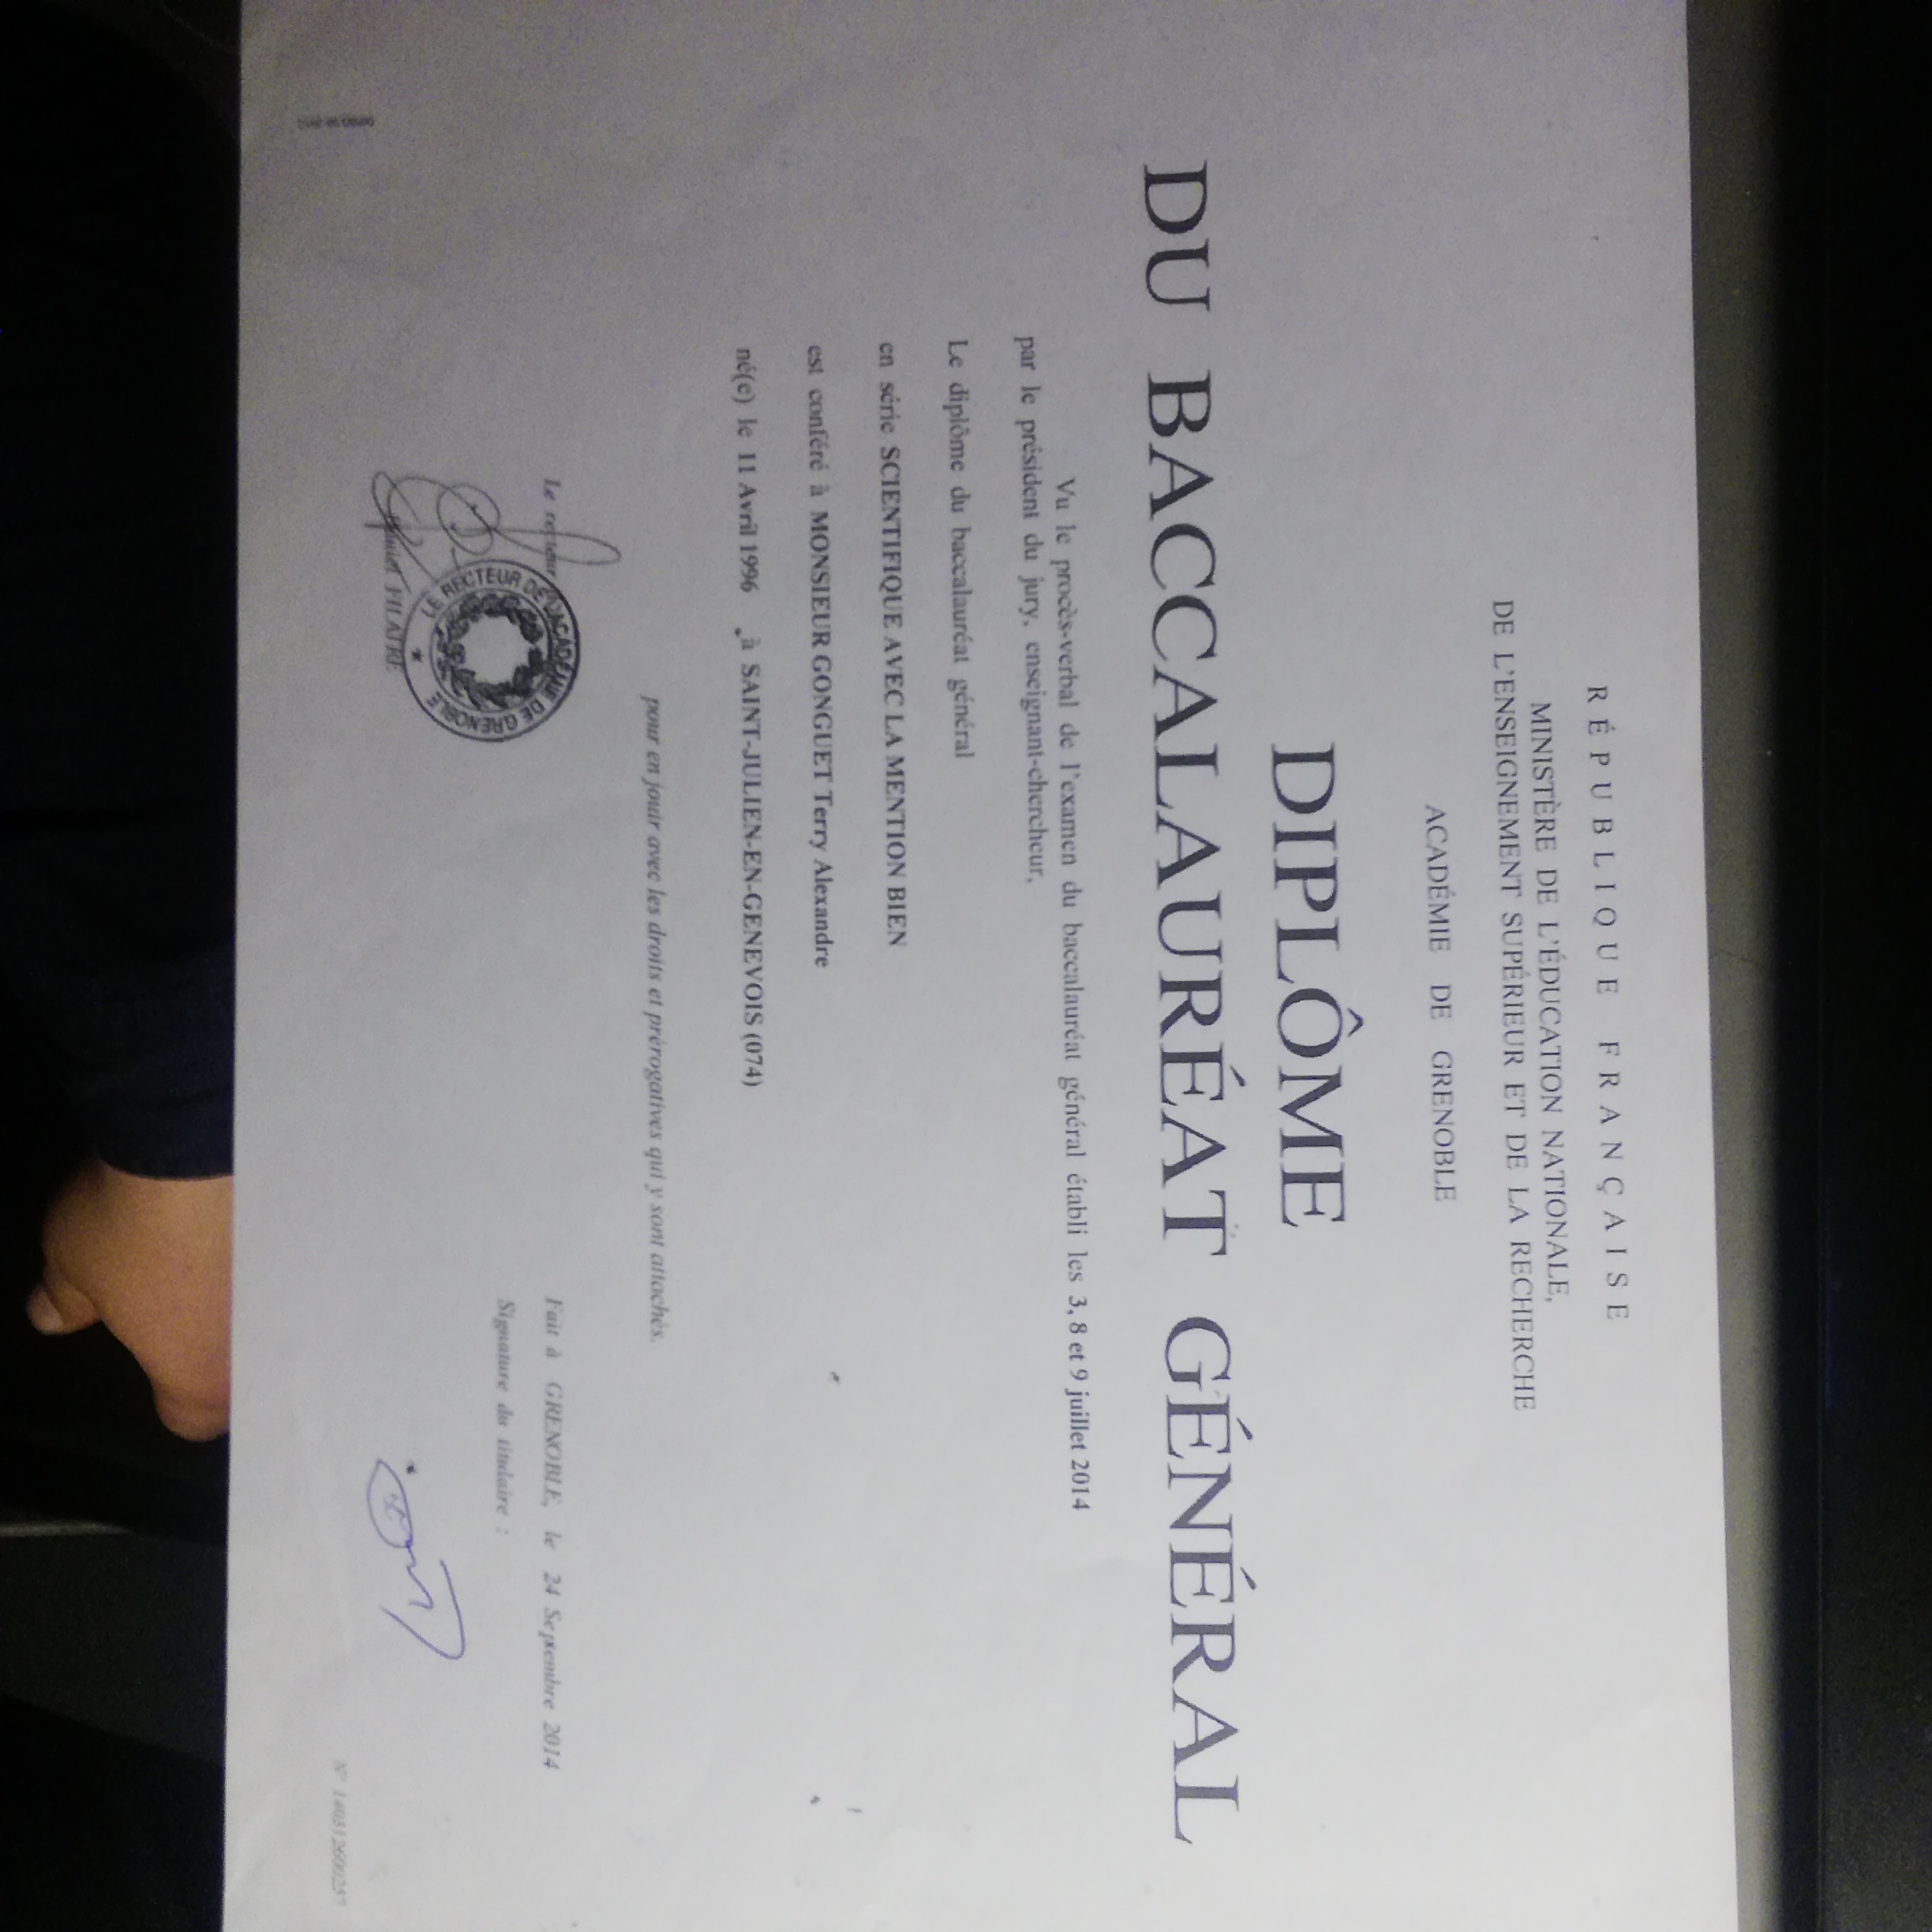 RÉPUBLIQUE FRANÇAISE
MINISTÈRE DE L'ÉDUCATION NATIONALE,
DE L'ENSEIGNEMENT SUPÉRIEUR ET DE LA RECHERCHE
ACADÉMIE DE GRENOBLE
DIPLÔME
DU BACCALAURÉAT GÉNÉRAL
Vu le procès-verbal de l'examen du baccalauréat général établi les 3, 8 et 9 juillet 2014
par le président du jury, enseignant-chercheur,
Le diplôme du baccalauréat général
en série SCIENTIFIQUE AVEC LA MENTION BIEN
est conféré à MONSIEUR GONGUET Terry Alexandre
né(e) le 11 Avril 1996 à SAINT-JULIEN-EN-GENEVOIS (074)
pour en jouir avec les droits et prérogatives qui y sont attachés.
Fait à GRENOBLE, le 24 Septembre 2014
Le recteur
Signature du titulaire :
LE RECTEUR DE L'ACADÉMIE DE GRENOBLE
FILATRE